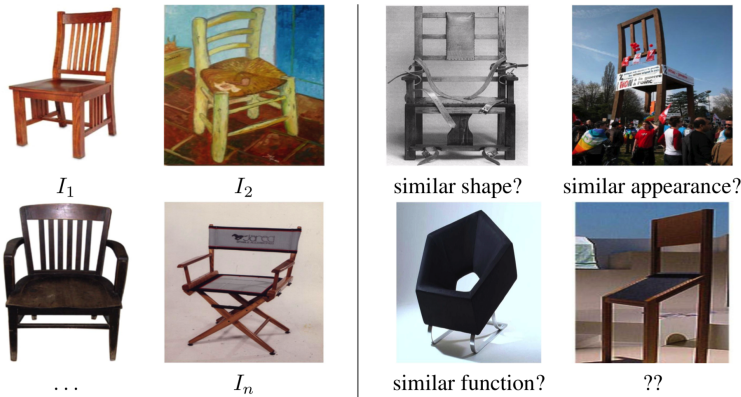 I₁
I₂
similar shape?
similar appearance?
. . .
Iₙ
similar function?
??